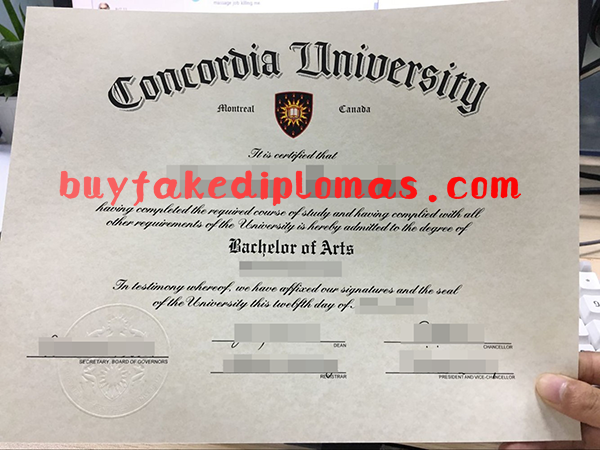 Concordia University
Montreal Canada
It is certified that
buyfakediplomas.com
having completed the required course of study and having complied with all
other requirements of the University is hereby admitted to the degree of
Bachelor of Arts
In testimony whereof, we have affixed our signatures and the seal
of the University this twelfth day of
DEAN
CHANCELLOR
SECRETARY, BOARD OF GOVERNORS
REGISTRAR
PRESIDENT AND VICE-CHANCELLOR